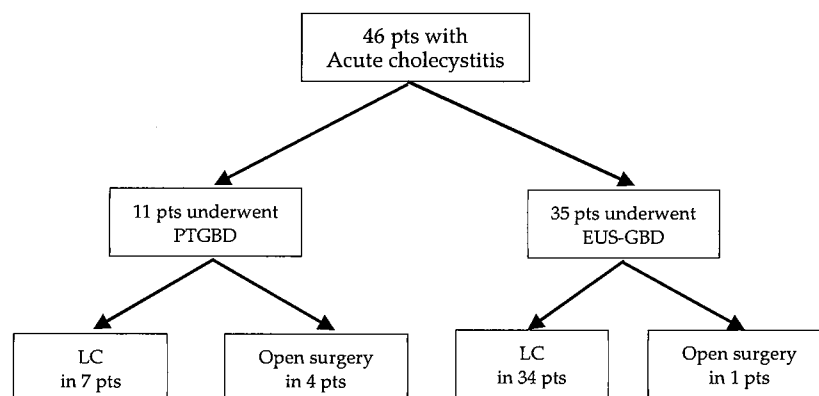 46 pts with
Acute cholecystitis
11 pts underwent
PTGBD
35 pts underwent
EUS-GBD
LC
in 7 pts
Open surgery
in 4 pts
LC
in 34 pts
Open surgery
in 1 pts